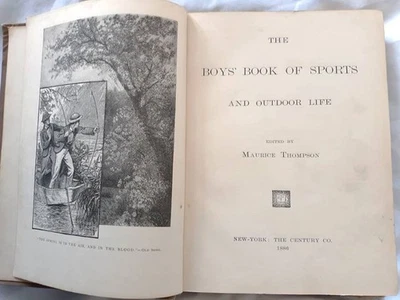 THE
BOYS' BOOK OF SPORTS
AND OUTDOOR LIFE
EDITED BY
MAURICE THOMPSON
NEW-YORK: THE CENTURY CO.